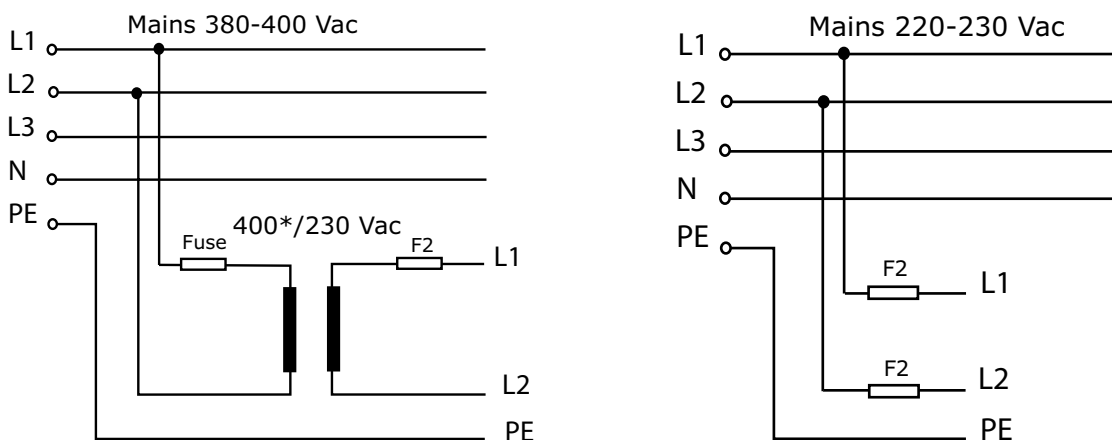 Mains 380-400 Vac
L1
L2
L3
N
PE
400*/230 Vac
Fuse
F2
L1
L2
PE
Mains 220-230 Vac
L1
L2
L3
N
PE
F2
L1
F2
L2
PE